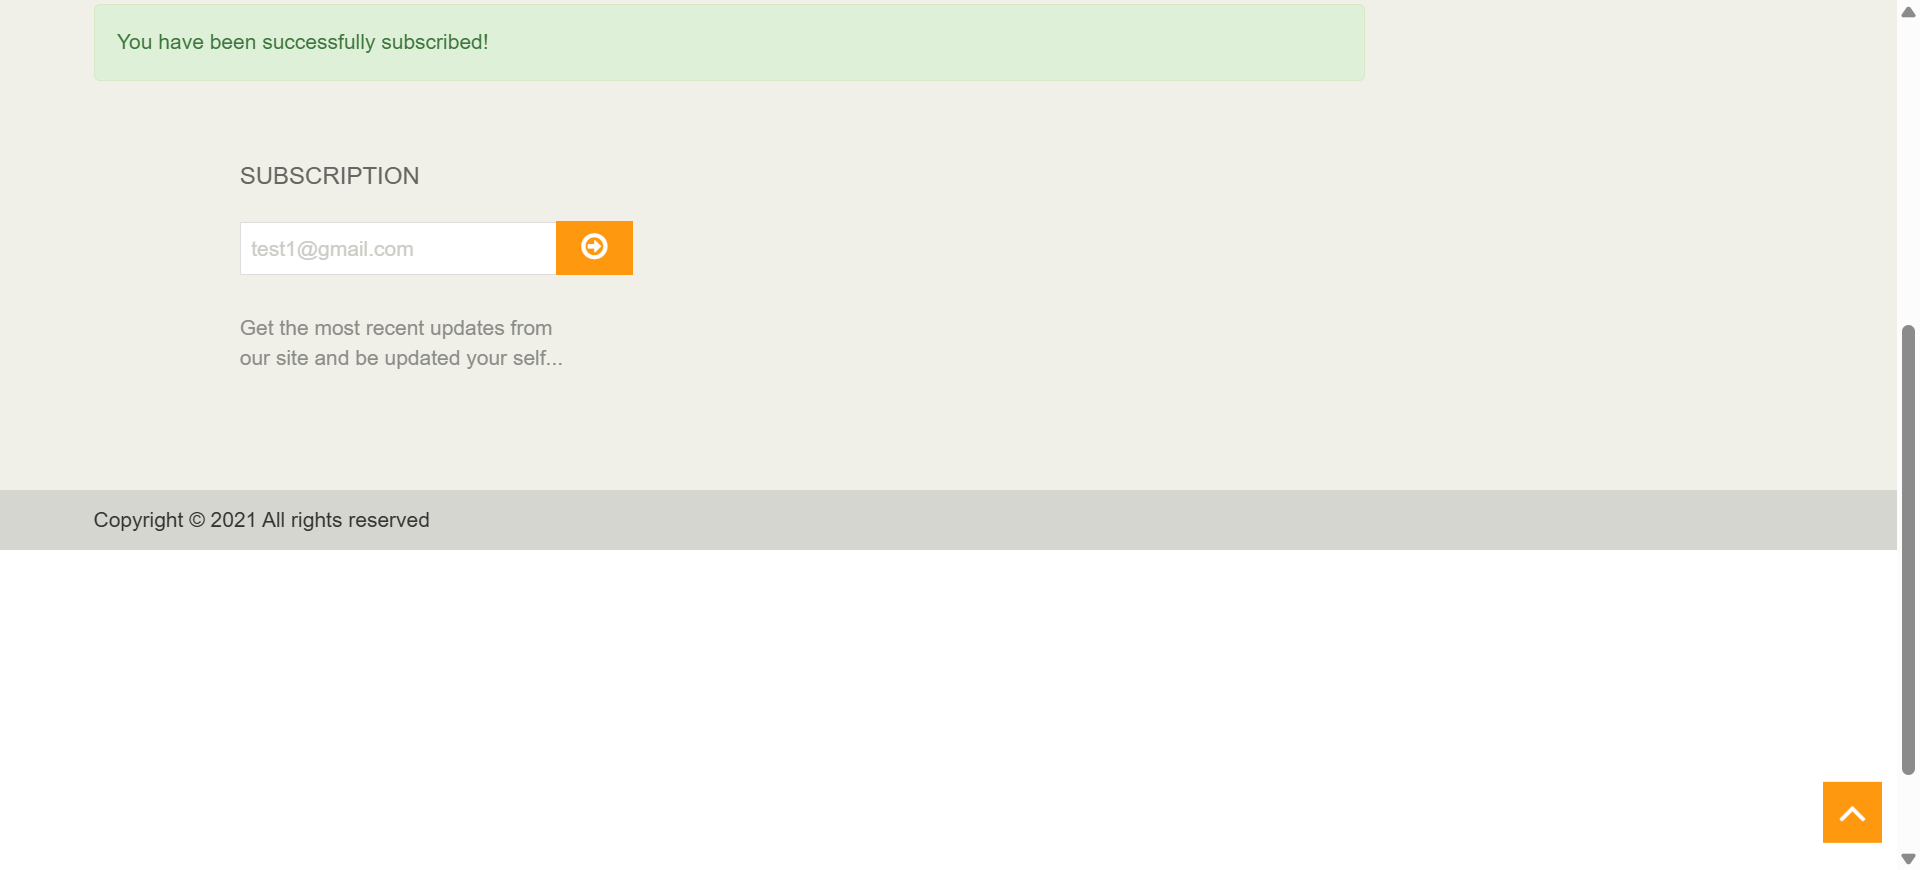 You have been successfully subscribed!
SUBSCRIPTION
test1@gmail.com
Get the most recent updates from
our site and be updated your self...
Copyright © 2021 All rights reserved